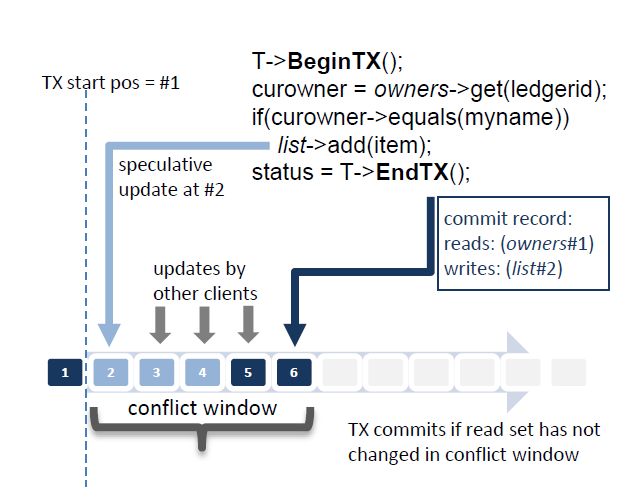 TX start pos = #1
T->BeginTX();
curowner = owners->get(ledgerid);
if(curowner->equals(myname))
list->add(item);
status = T->EndTX();
speculative
update at #2
commit record:
reads: (owners#1)
writes: (list#2)
updates by
other clients
1 2 3 4 5 6
conflict window
TX commits if read set has not
changed in conflict window